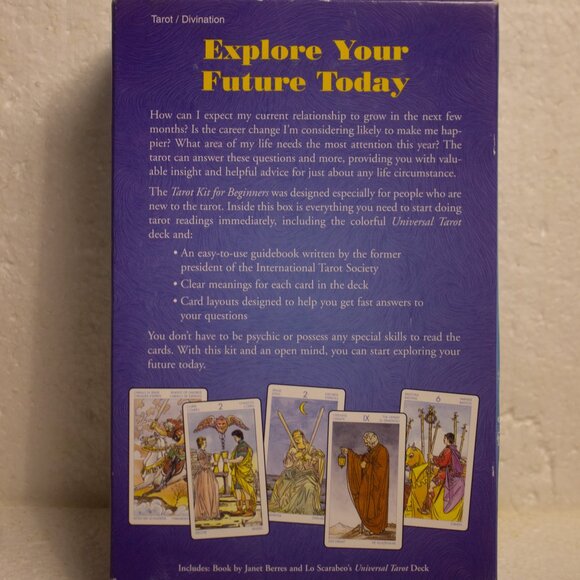 Tarot / Divination
Explore Your
Future Today
How can I expect my current relationship to grow in the next few
months? Is the career change I'm considering likely to make me hap-
pier? What area of my life needs the most attention this year? The
tarot can answer these questions and more, providing you with valu-
able insight and helpful advice for just about any life circumstance.
The Tarot Kit for Beginners was designed especially for people who are
new to the tarot. Inside this box is everything you need to start doing
tarot readings immediately, including the colorful Universal Tarot
deck and:
• An easy-to-use guidebook written by the former
president of the International Tarot Society
• Clear meanings for each card in the deck
• Card layouts designed to help you get fast answers to
your questions
You don't have to be psychic or possess any special skills to read the
cards. With this kit and an open mind, you can start exploring your
future today.
2
2
IX
6
Includes: Book by Janet Berres and Lo Scarabeo's Universal Tarot Deck